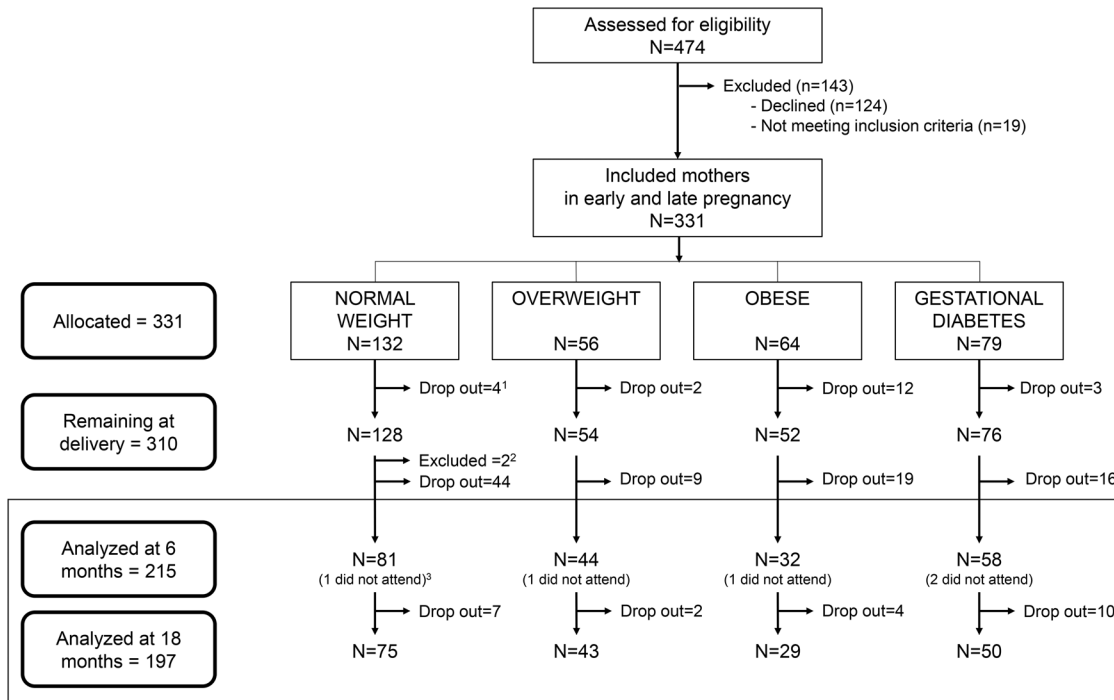 Assessed for eligibility
N=474
Excluded (n=143)
- Declined (n=124)
- Not meeting inclusion criteria (n=19)
Included mothers
in early and late pregnancy
N=331
Allocated = 331
NORMAL
WEIGHT
N=132
OVERWEIGHT
N=56
OBESE
N=64
GESTATIONAL
DIABETES
N=79
Drop out=4¹
Drop out=2
Drop out=12
Drop out=3
Remaining at
delivery = 310
N=128
N=54
N=52
N=76
Excluded =2²
Drop out=44
Drop out=9
Drop out=19
Drop out=16
Analyzed at 6
months = 215
N=81
(1 did not attend)³
N=44
(1 did not attend)
N=32
(1 did not attend)
N=58
(2 did not attend)
Drop out=7
Drop out=2
Drop out=4
Drop out=10
Analyzed at 18
months = 197
N=75
N=43
N=29
N=50